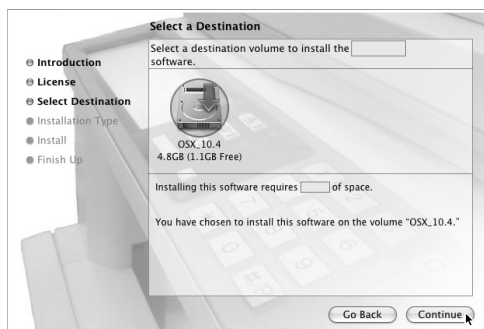 Select a Destination
Select a destination volume to install the
software.
Introduction
License
Select Destination
Installation Type
Install
Finish Up
OSX_10.4
4.8GB (1.1GB Free)
Installing this software requires of space.
You have chosen to install this software on the volume “OSX_10.4.”
Go Back
Continue